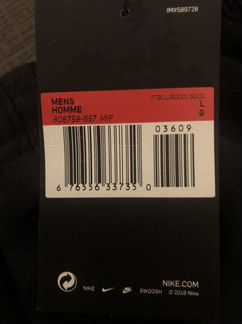 IM#589728
MENS
HOMME
FTBLL/SOCC/SOCC
L
G
608758-657 MIF
03609
6 76556 33735 0
NIKE.COM
NIKE SWOOSH © 2018 Nike